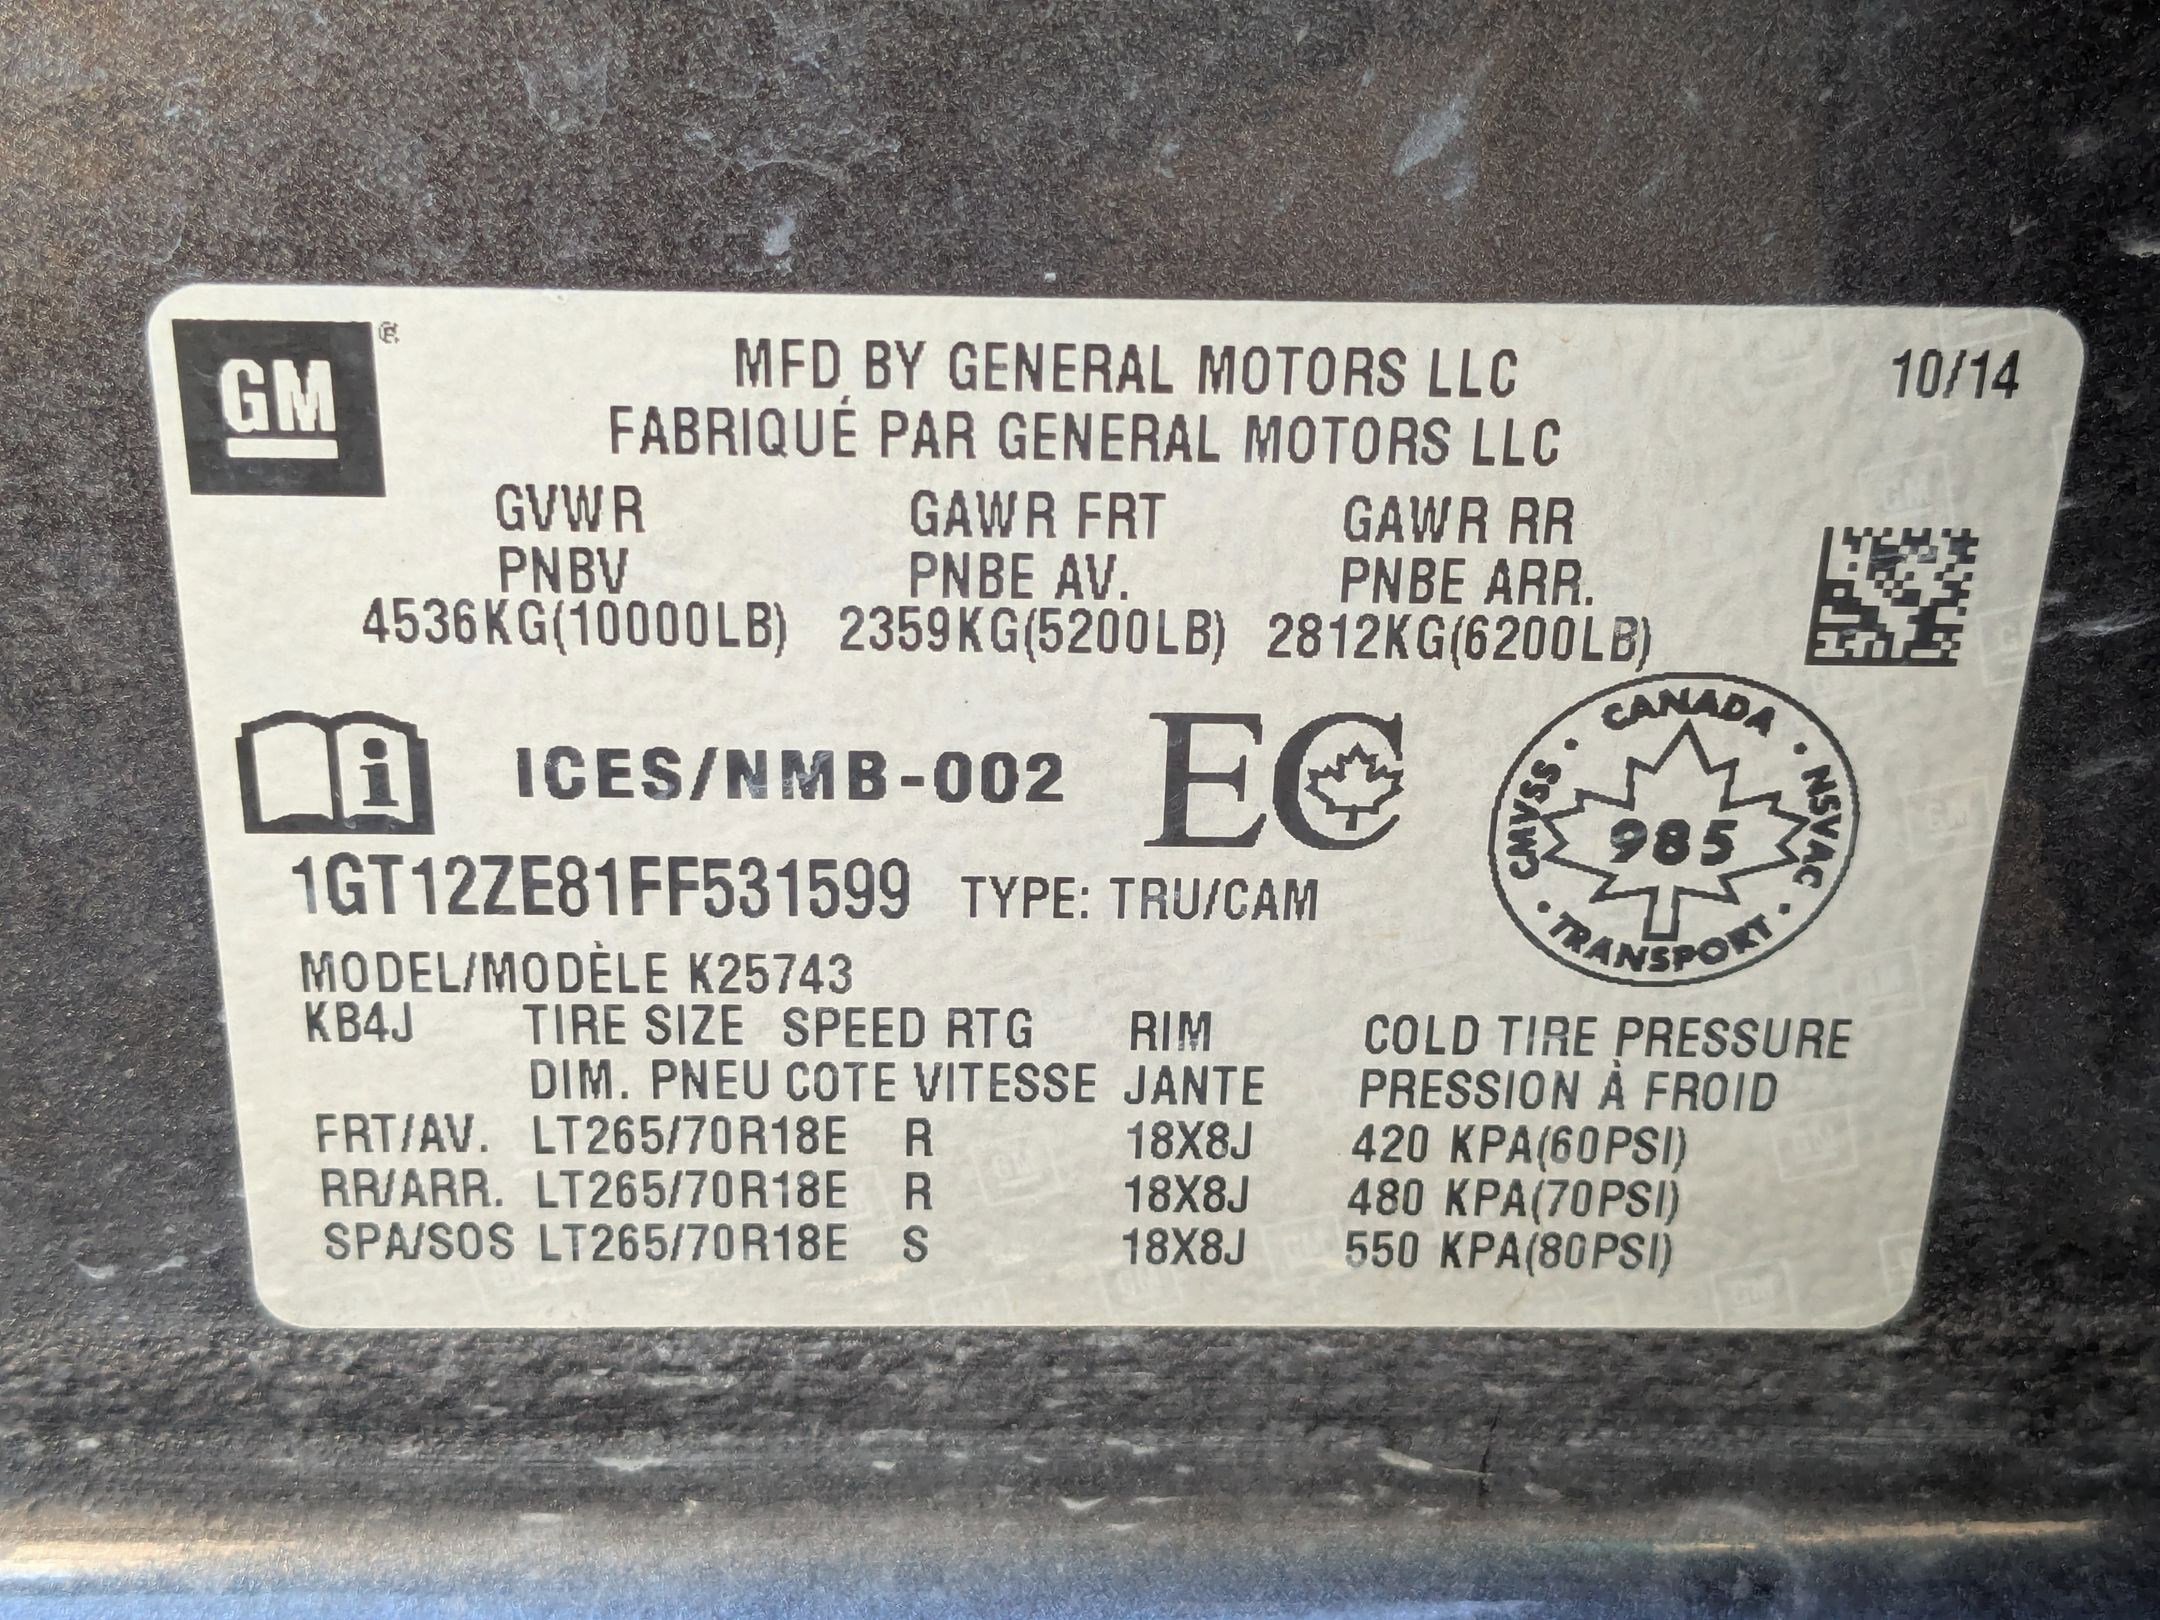 GM®
MFD BY GENERAL MOTORS LLC 10/14
FABRIQUÉ PAR GENERAL MOTORS LLC
GVWR GAWR FRT GAWR RR
PNBV PNBE AV. PNBE ARR.
4536KG(10000LB) 2359KG(5200LB) 2812KG(6200LB)
i ICES/NMB-002 EC
CANADA
CMVSS 985 NSVAC
TRANSPORT
1GT12ZE81FF531599 TYPE: TRU/CAM
MODEL/MODÈLE K25743
KB4J TIRE SIZE SPEED RTG RIM COLD TIRE PRESSURE
DIM. PNEU COTE VITESSE JANTE PRESSION À FROID
FRT/AV. LT265/70R18E R 18X8J 420 KPA(60PSI)
RR/ARR. LT265/70R18E R 18X8J 480 KPA(70PSI)
SPA/SOS LT265/70R18E S 18X8J 550 KPA(80PSI)